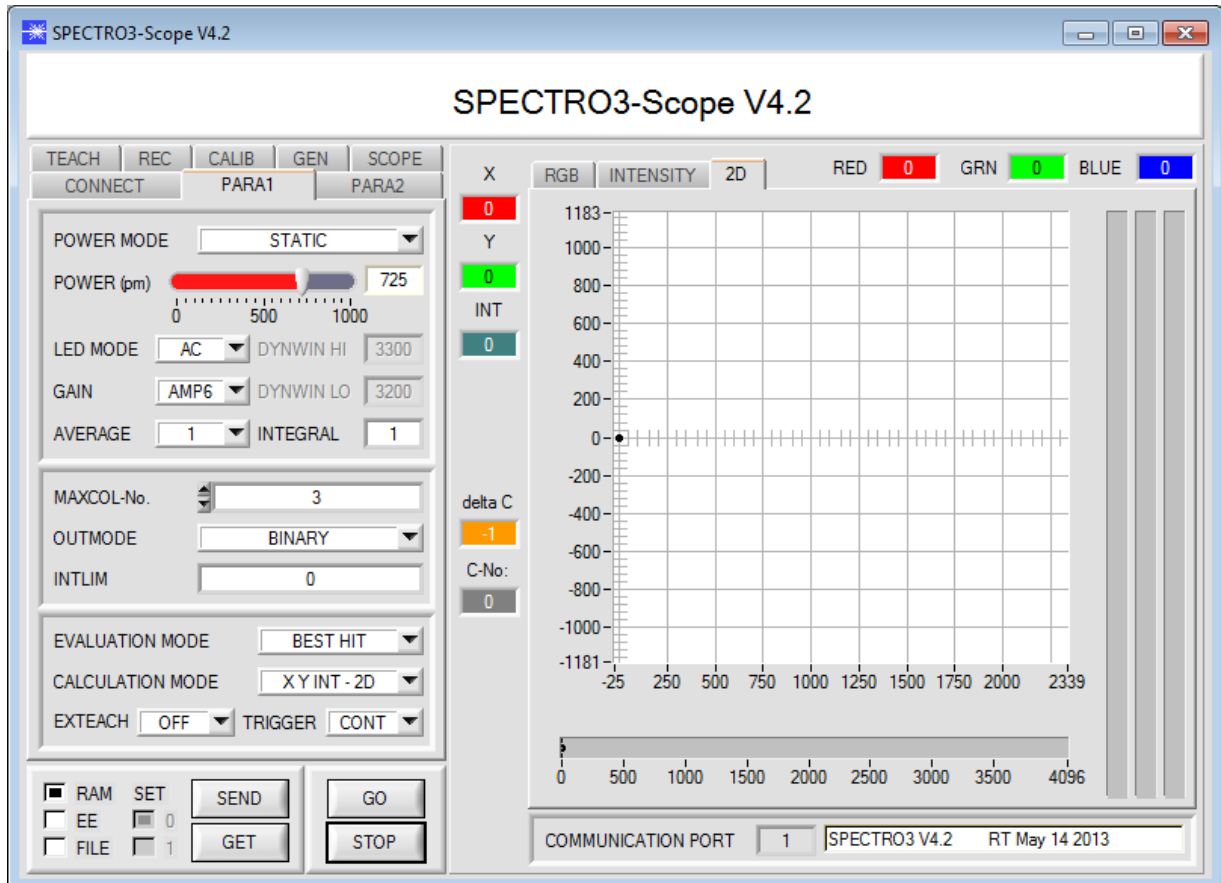 SPECTRO3-Scope V4.2
SPECTRO3-Scope V4.2
TEACH REC CALIB GEN SCOPE
CONNECT PARA1 PARA2
POWER MODE STATIC
POWER (pm) 725
0 500 1000
LED MODE AC DYNWIN HI 3300
GAIN AMP6 DYNWIN LO 3200
AVERAGE 1 INTEGRAL 1
MAXCOL-No. 3
OUTMODE BINARY
INTLIM 0
EVALUATION MODE BEST HIT
CALCULATION MODE X Y INT - 2D
EXTEACH OFF TRIGGER CONT
RAM SET SEND GO
EE 0
FILE 1 GET STOP
X
0
Y
0
INT
0
delta C
-1
C-No:
0
RGB INTENSITY 2D RED 0 GRN 0 BLUE 0
1183
1000
800
600
400
200
0
-200
-400
-600
-800
-1000
-1181
-25 250 500 750 1000 1250 1500 1750 2000 2339
0 500 1000 1500 2000 2500 3000 3500 4096
COMMUNICATION PORT 1 SPECTRO3 V4.2 RT May 14 2013